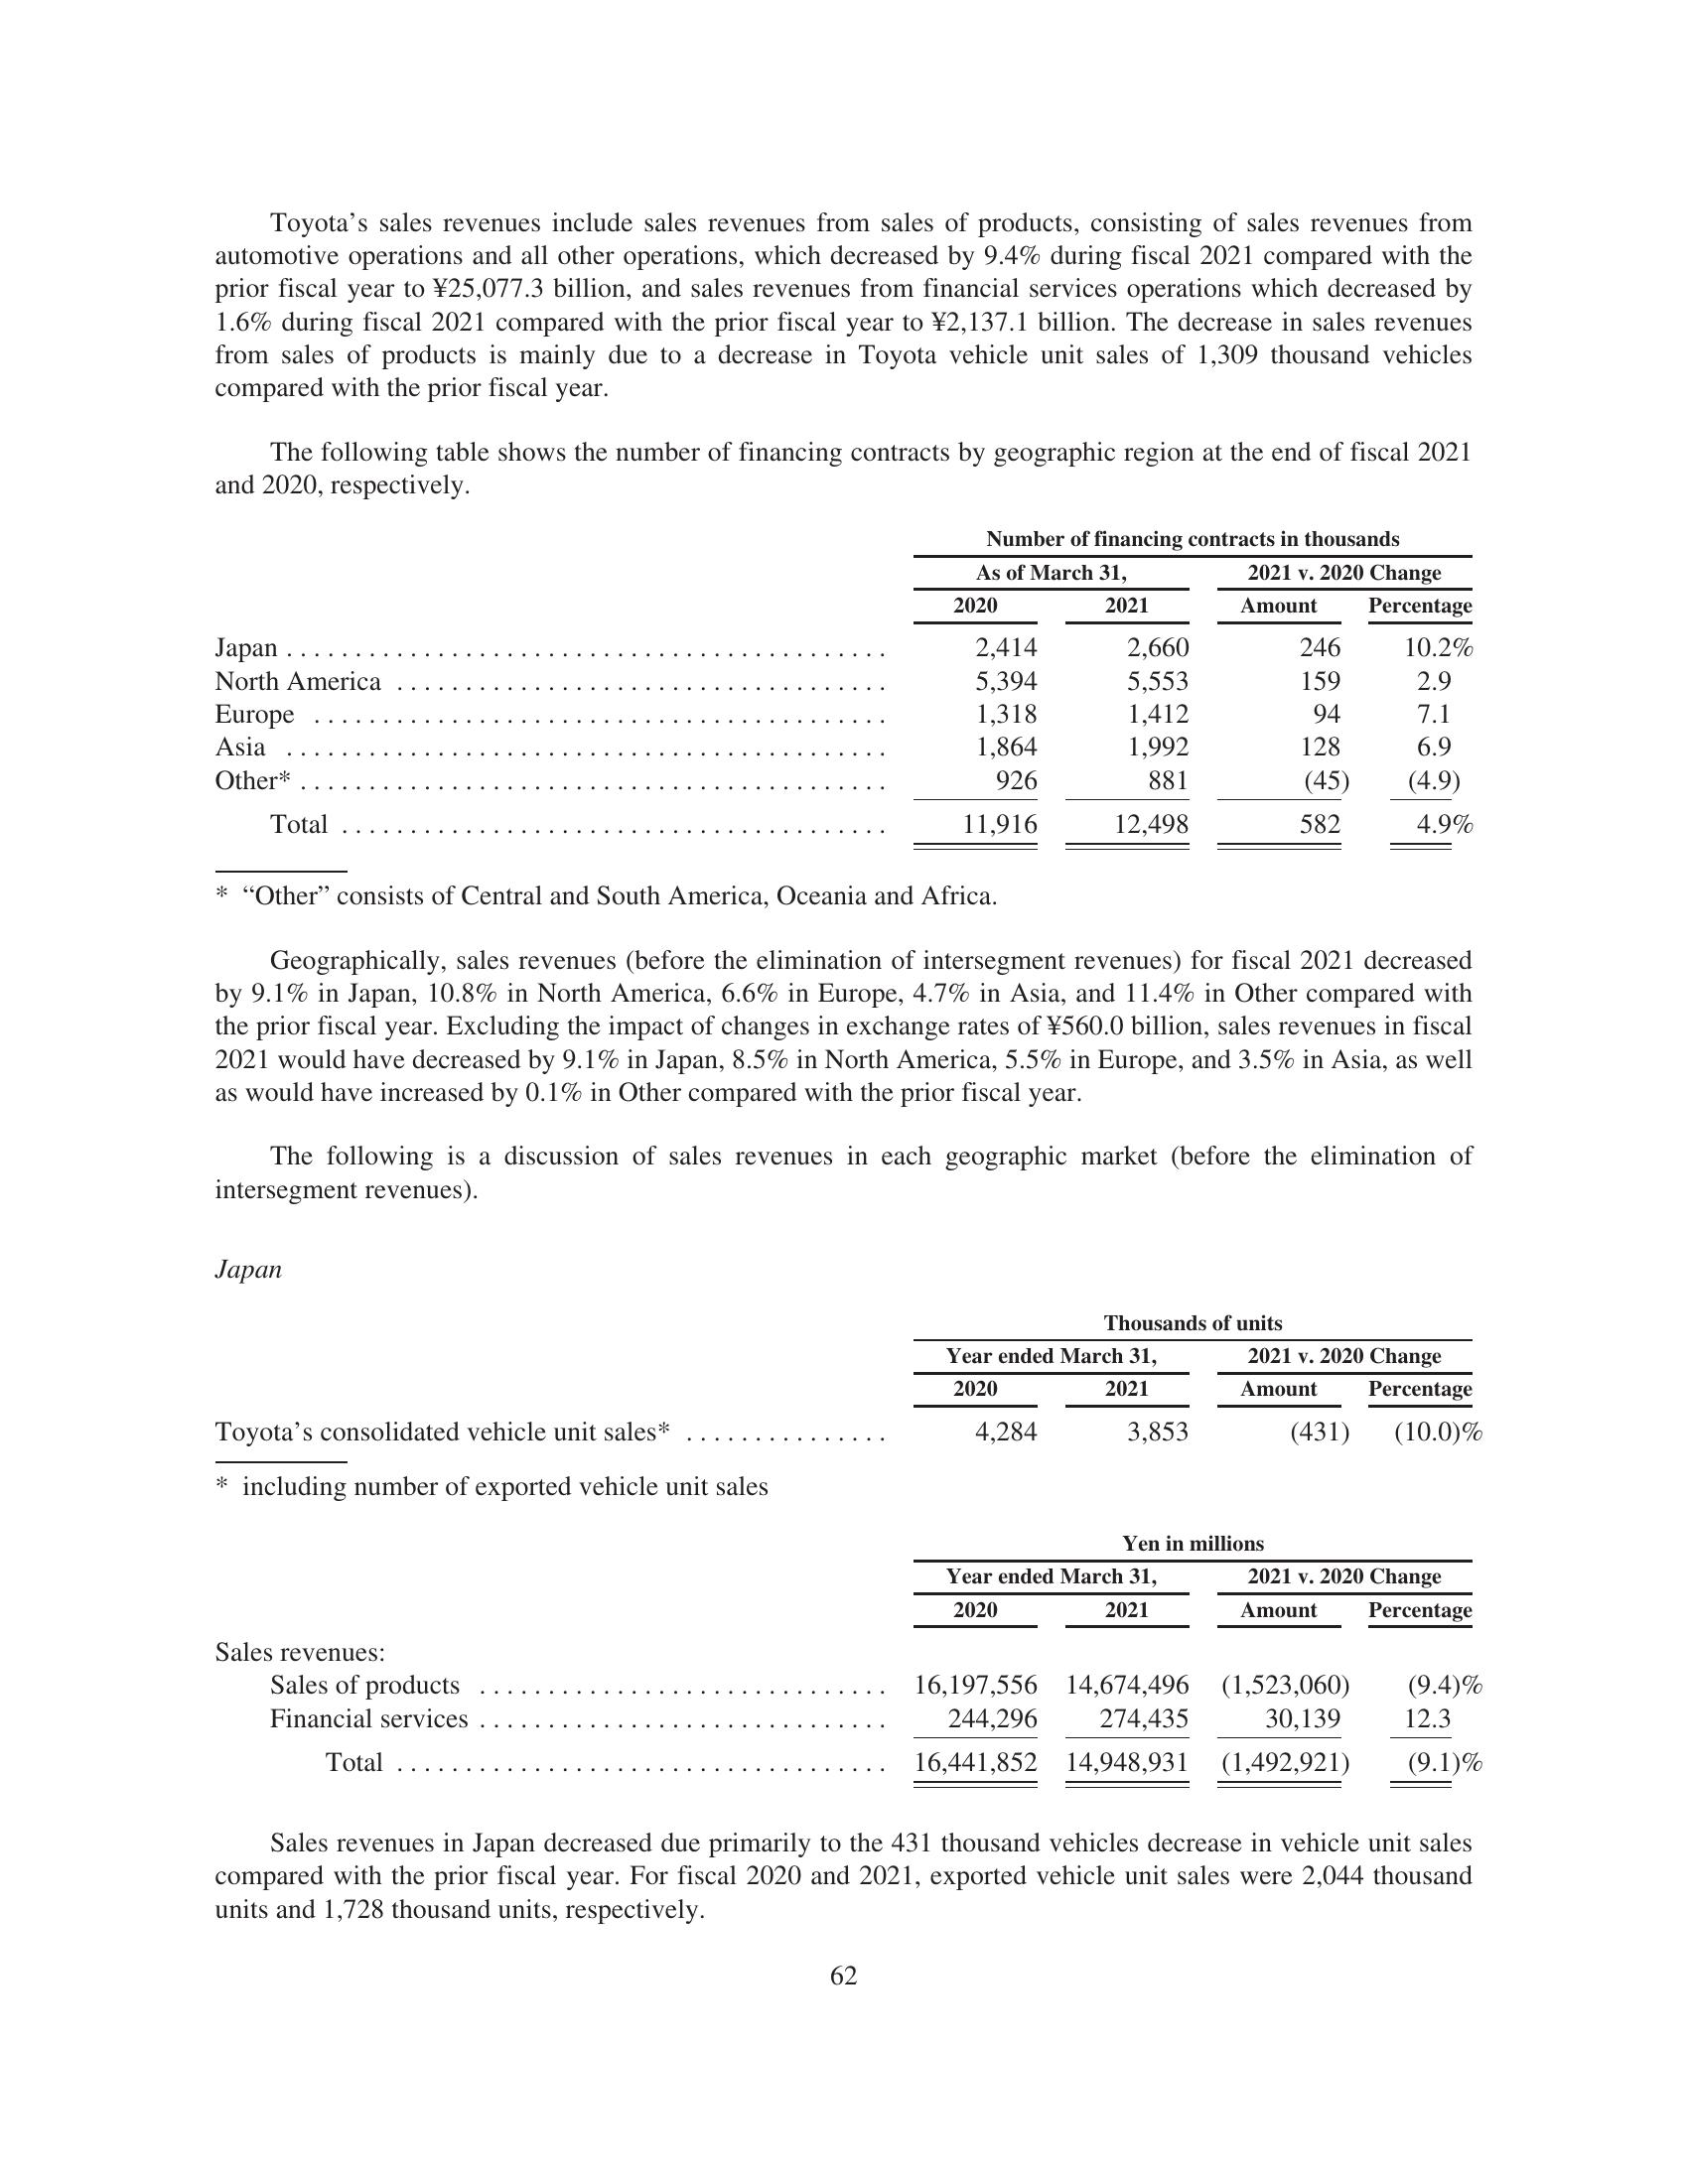 Toyota’s sales revenues include sales revenues from sales of products, consisting of sales revenues from
automotive operations and all other operations, which decreased by 9.4% during fiscal 2021 compared with the
prior fiscal year to ¥25,077.3 billion, and sales revenues from financial services operations which decreased by
1.6% during fiscal 2021 compared with the prior fiscal year to ¥2,137.1 billion. The decrease in sales revenues
from sales of products is mainly due to a decrease in Toyota vehicle unit sales of 1,309 thousand vehicles
compared with the prior fiscal year.
The following table shows the number of financing contracts by geographic region at the end of fiscal 2021
and 2020, respectively.
Number of financing contracts in thousands
As of March 31, 2021 v. 2020 Change
2020 2021 Amount Percentage
Japan . . . . . . . . . . . . . . . . . . . . . . . . . . . . . . . . . . . . . . . . . . . . 2,414 2,660 246 10.2%
North America . . . . . . . . . . . . . . . . . . . . . . . . . . . . . . . . . . . . 5,394 5,553 159 2.9
Europe . . . . . . . . . . . . . . . . . . . . . . . . . . . . . . . . . . . . . . . . . . 1,318 1,412 94 7.1
Asia . . . . . . . . . . . . . . . . . . . . . . . . . . . . . . . . . . . . . . . . . . . . 1,864 1,992 128 6.9
Other* . . . . . . . . . . . . . . . . . . . . . . . . . . . . . . . . . . . . . . . . . . . 926 881 (45) (4.9)
Total . . . . . . . . . . . . . . . . . . . . . . . . . . . . . . . . . . . . . . . . 11,916 12,498 582 4.9%
* “Other” consists of Central and South America, Oceania and Africa.
Geographically, sales revenues (before the elimination of intersegment revenues) for fiscal 2021 decreased
by 9.1% in Japan, 10.8% in North America, 6.6% in Europe, 4.7% in Asia, and 11.4% in Other compared with
the prior fiscal year. Excluding the impact of changes in exchange rates of ¥560.0 billion, sales revenues in fiscal
2021 would have decreased by 9.1% in Japan, 8.5% in North America, 5.5% in Europe, and 3.5% in Asia, as well
as would have increased by 0.1% in Other compared with the prior fiscal year.
The following is a discussion of sales revenues in each geographic market (before the elimination of
intersegment revenues).
Japan
Thousands of units
Year ended March 31, 2021 v. 2020 Change
2020 2021 Amount Percentage
Toyota’s consolidated vehicle unit sales* . . . . . . . . . . . . . . . 4,284 3,853 (431) (10.0)%
* including number of exported vehicle unit sales
Yen in millions
Year ended March 31, 2021 v. 2020 Change
2020 2021 Amount Percentage
Sales revenues:
Sales of products . . . . . . . . . . . . . . . . . . . . . . . . . . . . . . 16,197,556 14,674,496 (1,523,060) (9.4)%
Financial services . . . . . . . . . . . . . . . . . . . . . . . . . . . . . . 244,296 274,435 30,139 12.3
Total . . . . . . . . . . . . . . . . . . . . . . . . . . . . . . . . . . . . 16,441,852 14,948,931 (1,492,921) (9.1)%
Sales revenues in Japan decreased due primarily to the 431 thousand vehicles decrease in vehicle unit sales
compared with the prior fiscal year. For fiscal 2020 and 2021, exported vehicle unit sales were 2,044 thousand
units and 1,728 thousand units, respectively.
62